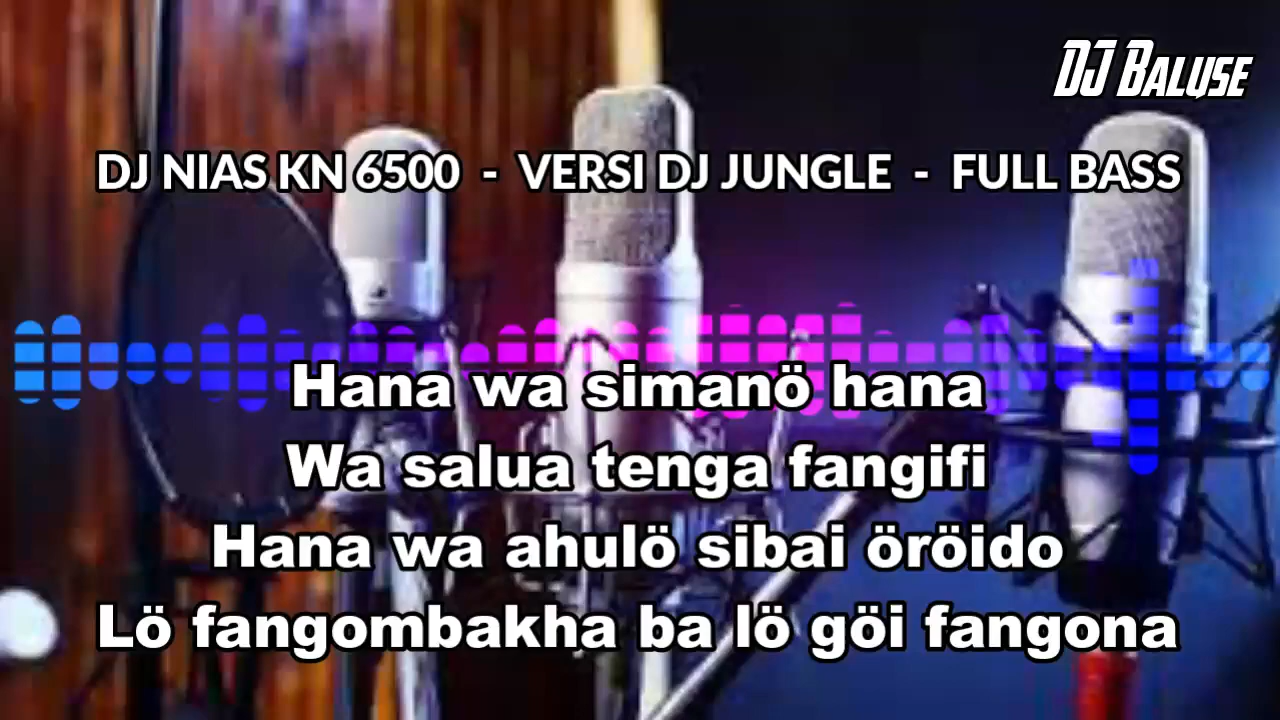 DJ BALUSE
DJ NIAS KN 6500 - VERSI DJ JUNGLE - FULL BASS
Hana wa simanö hana
Wa salua tenga fangifi
Hana wa ahulö sibai öröido
Lö fangombakha ba lö göi fangona